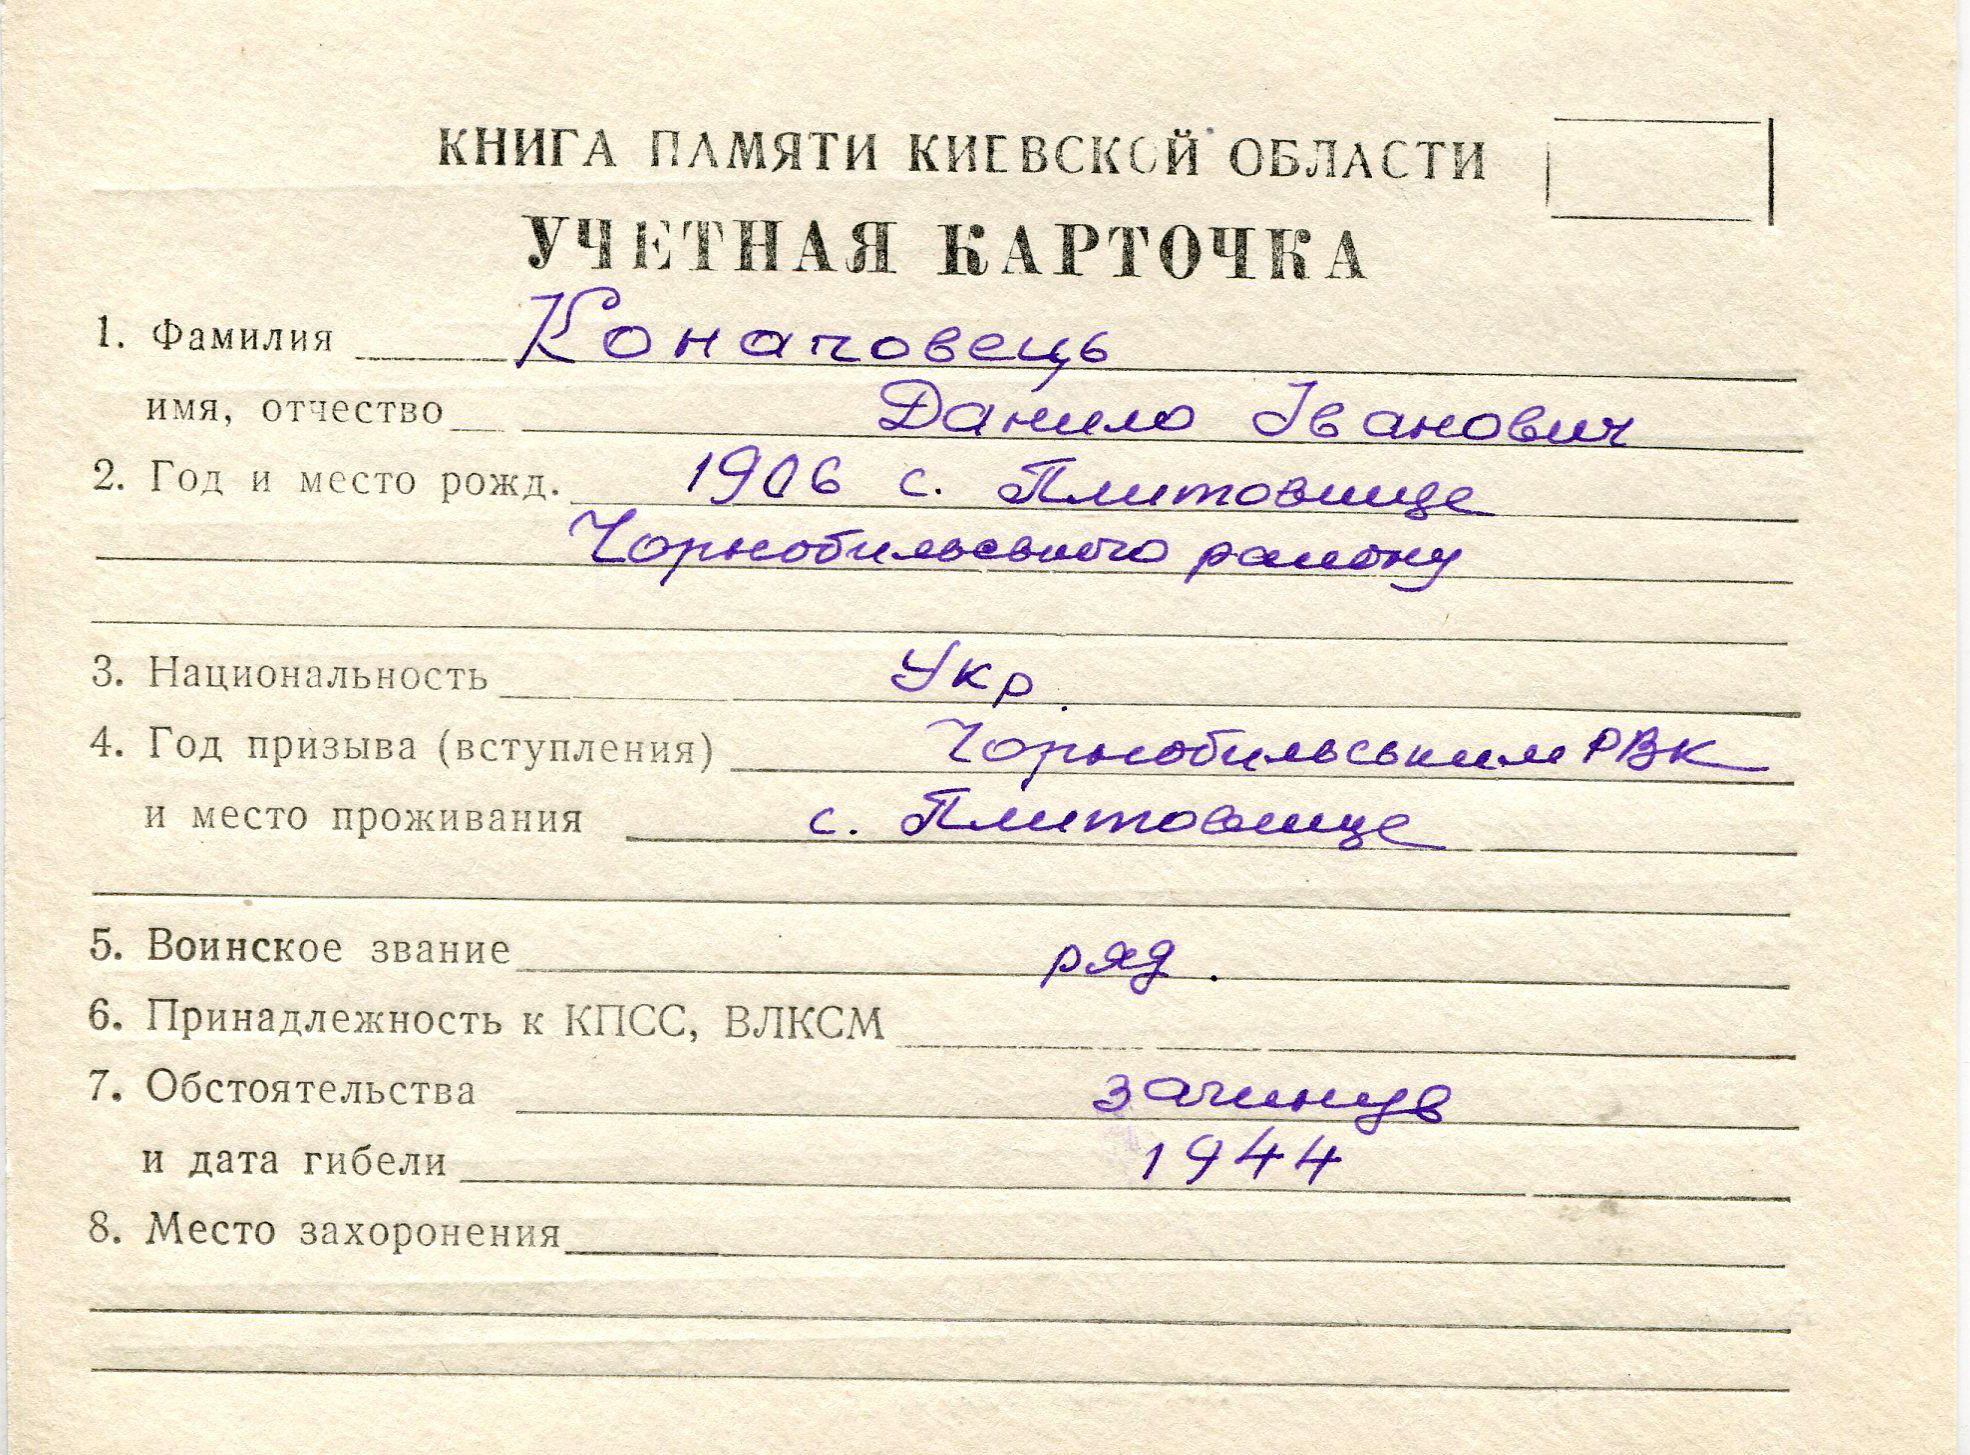 КНИГА ПАМЯТИ КИЕВСКОЙ ОБЛАСТИ
УЧЕТНАЯ КАРТОЧКА
1. Фамилия Коначовець
имя, отчество Данило Іванович
2. Год и место рожд. 1906 с. Плитовище
Чорнобильського району
3. Национальность Укр.
4. Год призыва (вступления) Чорнобильським РВК
и место проживания с. Плитовище
5. Воинское звание ряд.
6. Принадлежность к КПСС, ВЛКСМ
7. Обстоятельства загинув
и дата гибели 1944
8. Место захоронения